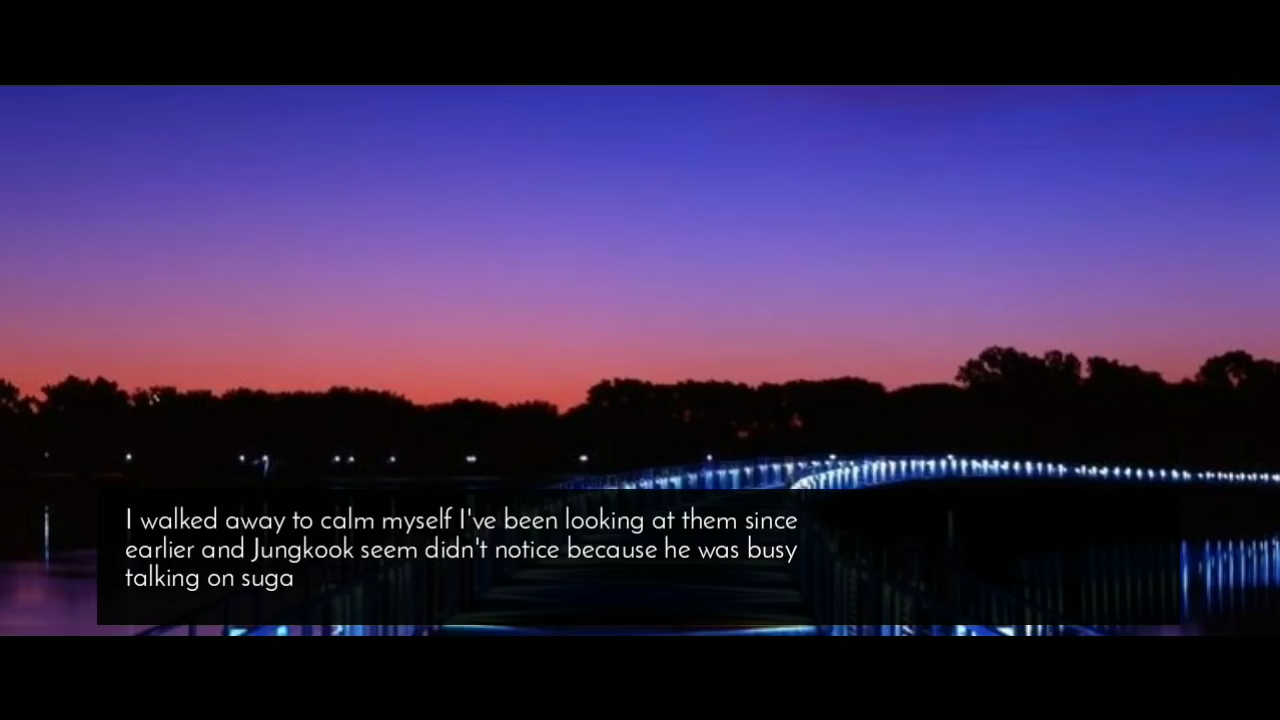 I walked away to calm myself I've been looking at them since
earlier and Jungkook seem didn't notice because he was busy
talking on suga